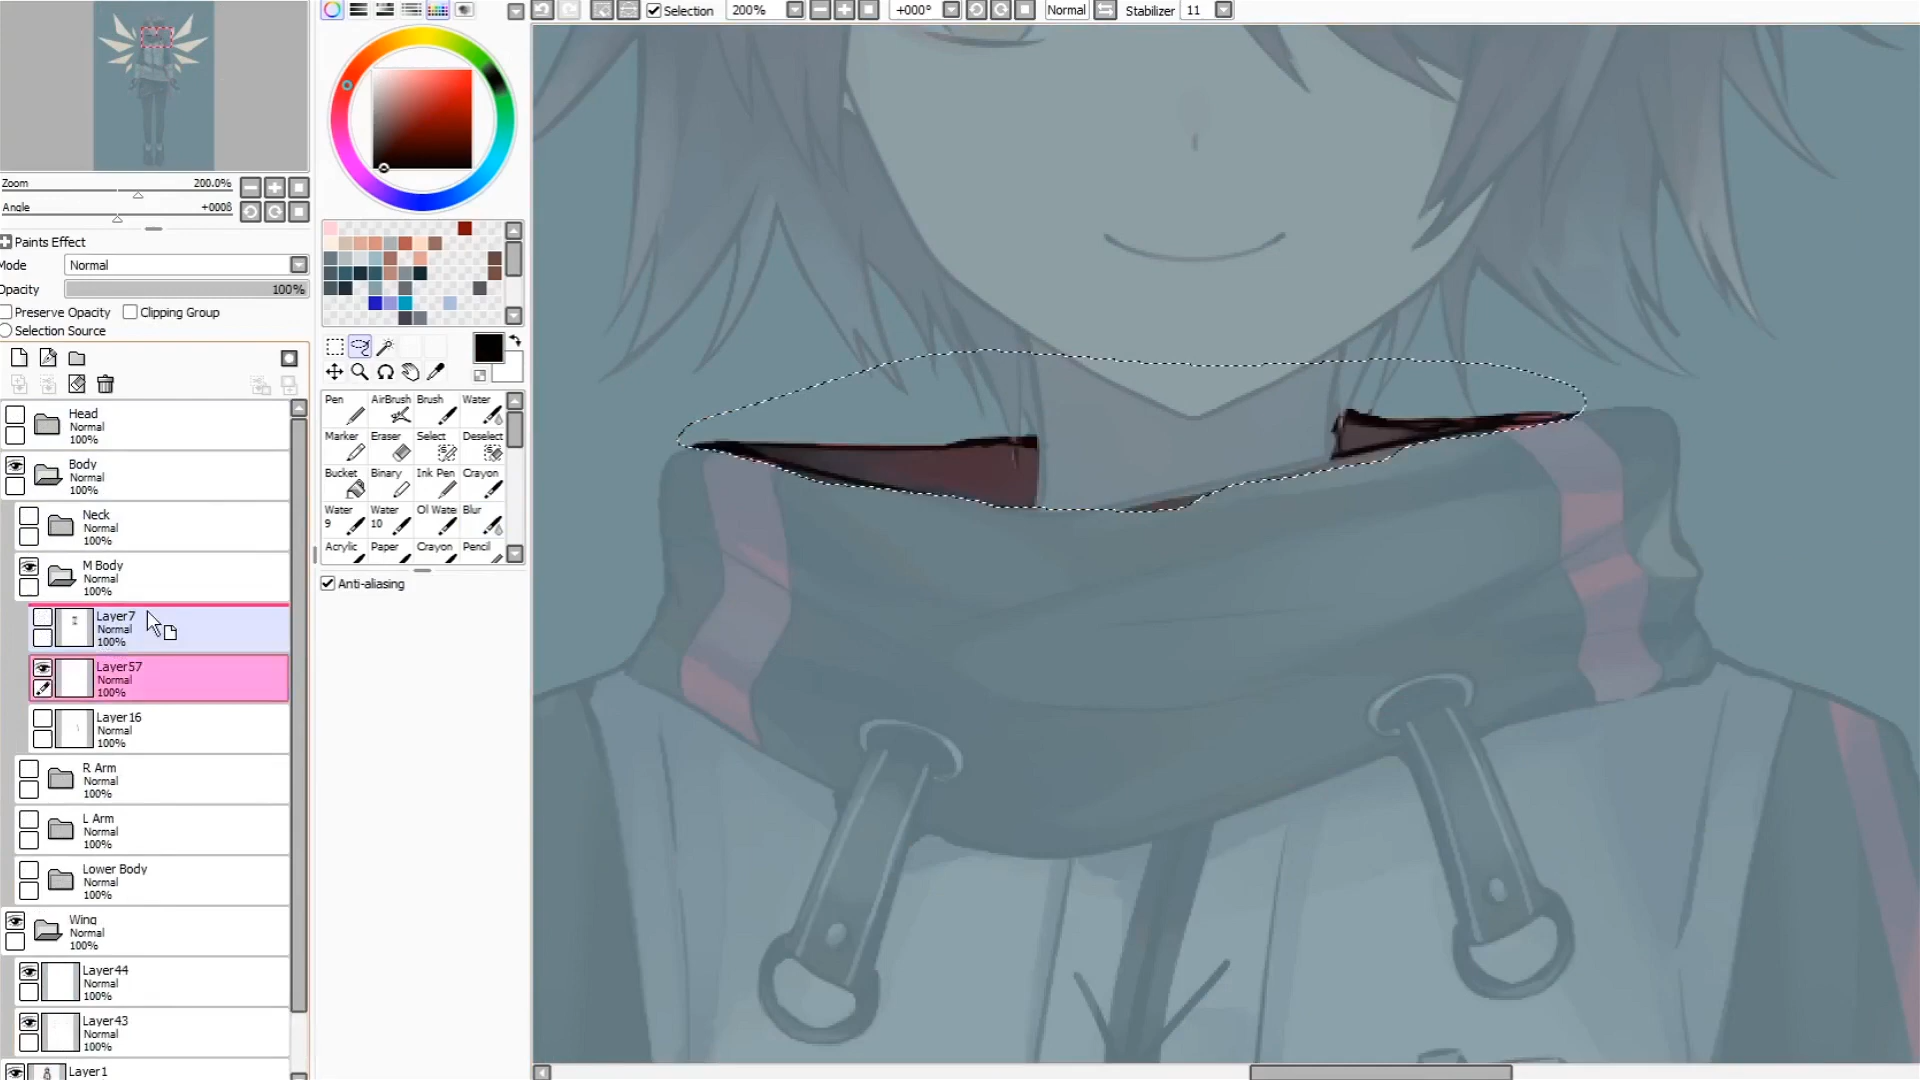 Selection
200%
+000°
Normal
Stabilizer 11
Zoom 200.0%
Angle +0008
Paints Effect
Mode Normal
Opacity 100%
Preserve Opacity Clipping Group
Selection Source
Head
Normal
100%
Body
Normal
100%
Neck
Normal
100%
M Body
Normal
100%
Layer7
Normal
100%
Layer57
Normal
100%
Layer16
Normal
100%
R Arm
Normal
100%
L Arm
Normal
100%
Lower Body
Normal
100%
Wing
Normal
100%
Layer44
Normal
100%
Layer43
Normal
100%
Layer1
Pen AirBrush Brush Water
Marker Eraser Select Deselect
Bucket Binary Ink Pen Crayon
Water 9 Water 10 Ol Wate Blur
Acrylic Paper Crayon Pencil
Anti-aliasing